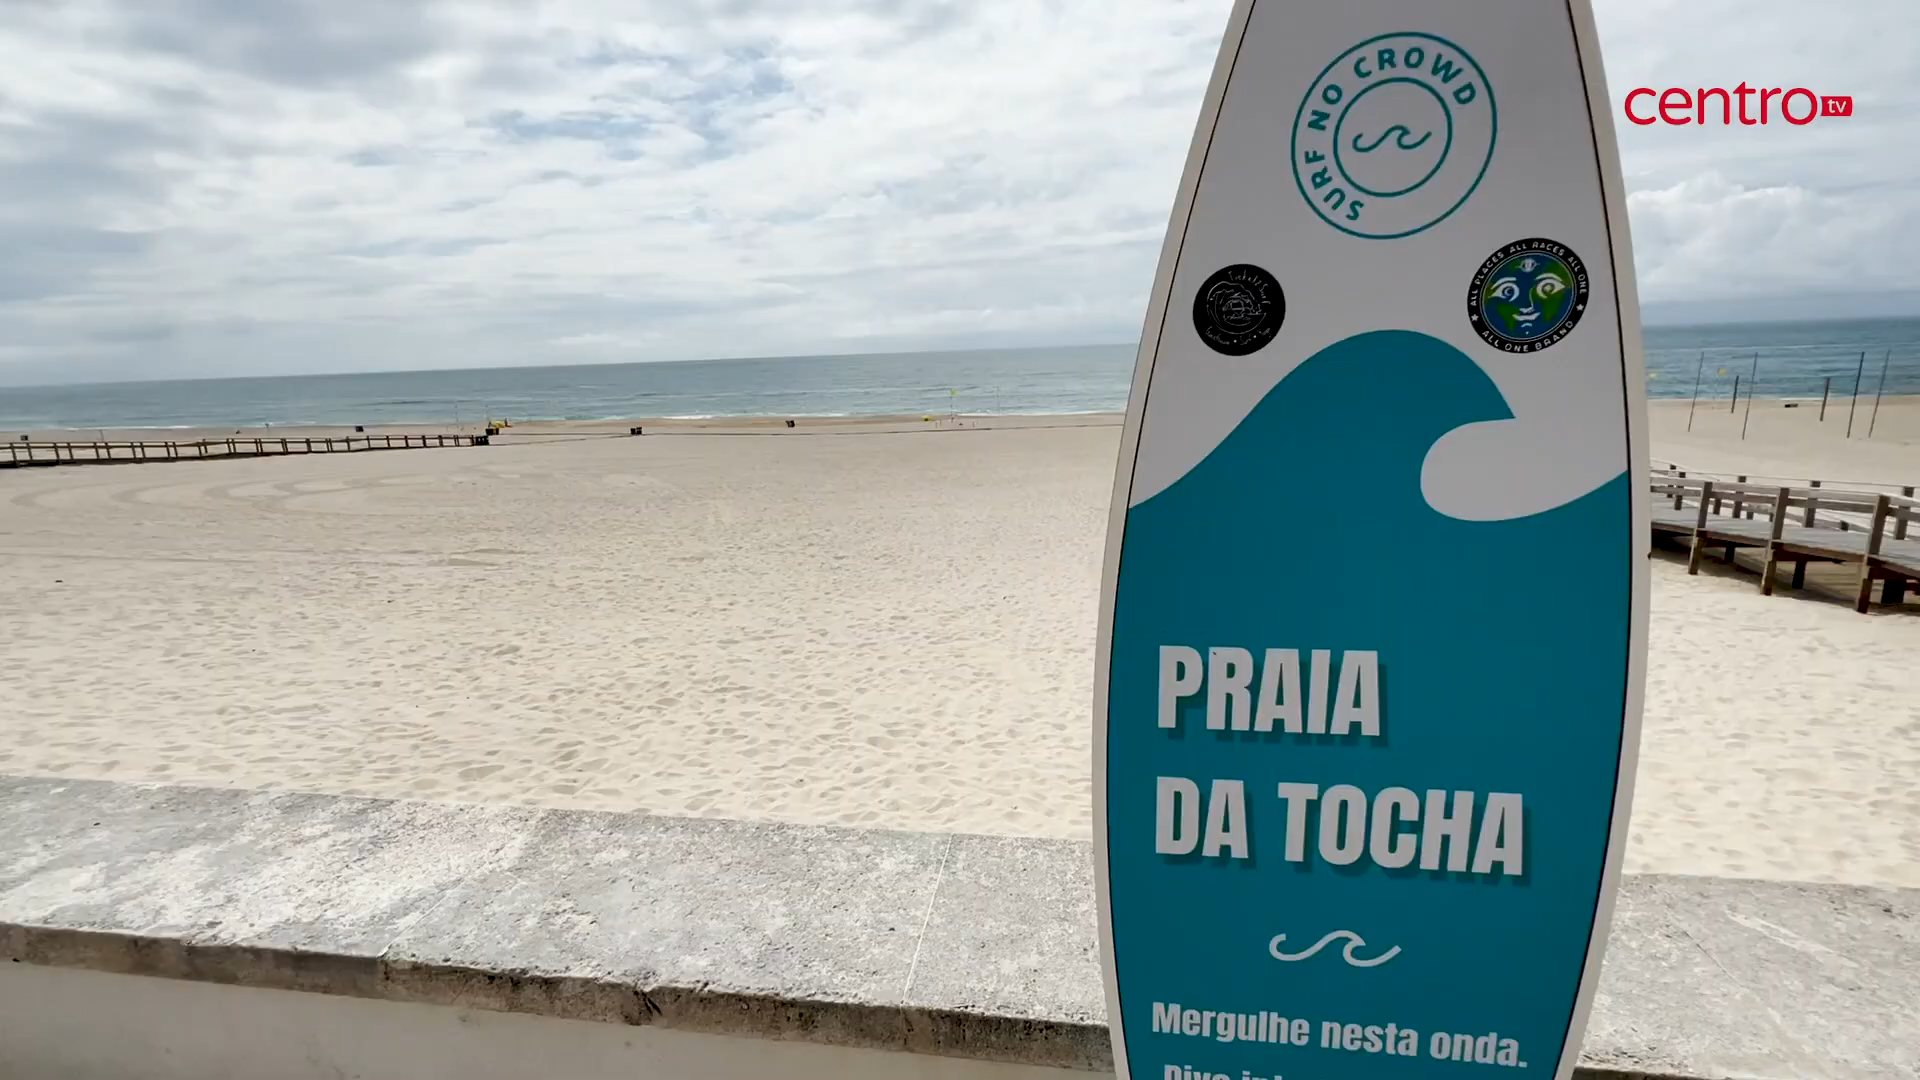 SURF NO CROWD
centro tv
ALL PLACES ALL RACES ALL ONE
ALL ONE BRAND
PRAIA
DA TOCHA
Mergulhe nesta onda.